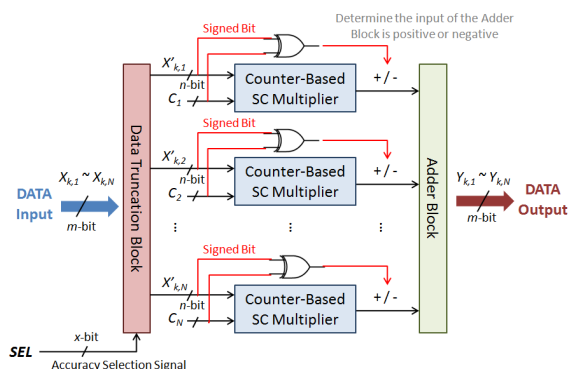 Signed Bit
Determine the input of the Adder
Block is positive or negative
X'k,1
n-bit
C1
Counter-Based
SC Multiplier
+ / -
Signed Bit
X'k,2
n-bit
C2
Counter-Based
SC Multiplier
+ / -
Xk,1 ~ Xk,N
DATA
Input
m-bit
Data Truncation Block
Adder Block
Yk,1 ~ Yk,N
DATA
Output
m-bit
...
...
...
Signed Bit
X'k,N
n-bit
CN
Counter-Based
SC Multiplier
+ / -
SEL
x-bit
Accuracy Selection Signal